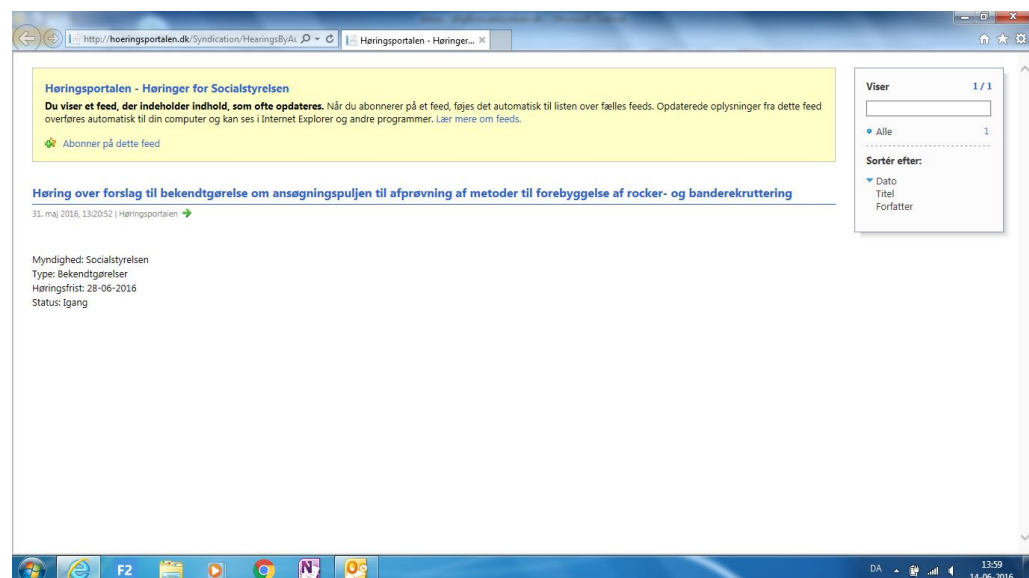 http://hoeringsportalen.dk/Syndication/HearingsByAu
Høringsportalen - Høringer...
Høringsportalen - Høringer for Socialstyrelsen
Du viser et feed, der indeholder indhold, som ofte opdateres. Når du abonnerer på et feed, føjes det automatisk til listen over fælles feeds. Opdaterede oplysninger fra dette feed
overføres automatisk til din computer og kan ses i Internet Explorer og andre programmer. Lær mere om feeds.
Abonner på dette feed
Høring over forslag til bekendtgørelse om ansøgningspuljen til afprøvning af metoder til forebyggelse af rocker- og banderekruttering
31. maj 2016, 13:20:52 | Høringsportalen
Myndighed: Socialstyrelsen
Type: Bekendtgørelser
Høringsfrist: 28-06-2016
Status: Igang
Viser 1 / 1
Alle 1
Sortér efter:
Dato
Titel
Forfatter
F2
DA
13:59
14-06-2016